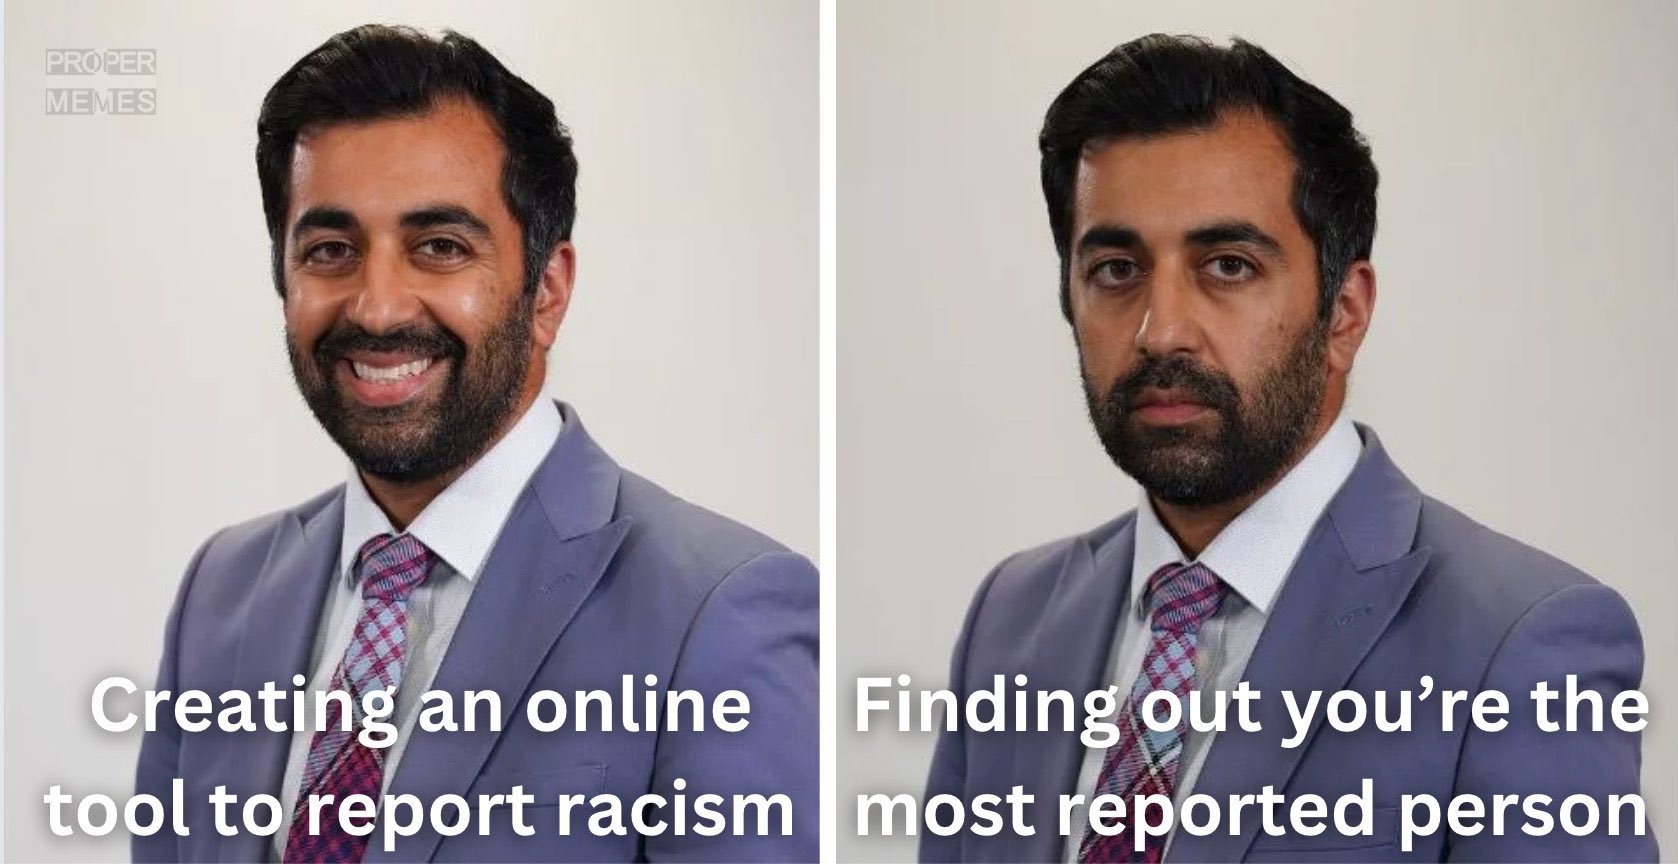 PROPER
MEMES
Creating an online
tool to report racism
Finding out you’re the
most reported person